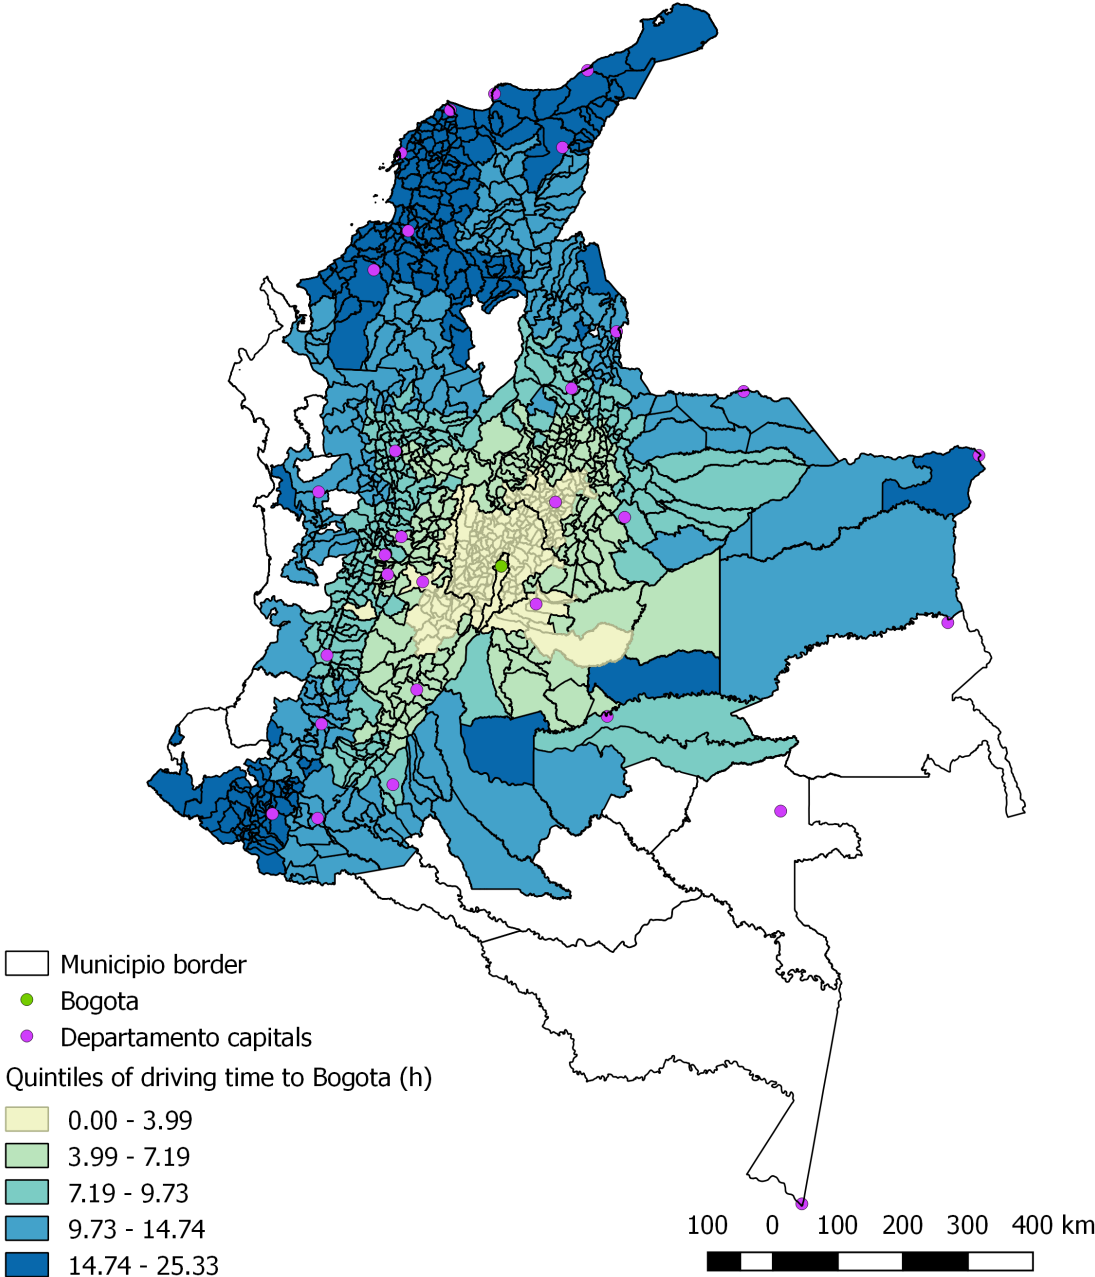 Municipio border
Bogota
Departamento capitals
Quintiles of driving time to Bogota (h)
0.00 - 3.99
3.99 - 7.19
7.19 - 9.73
9.73 - 14.74
14.74 - 25.33
100 0 100 200 300 400 km